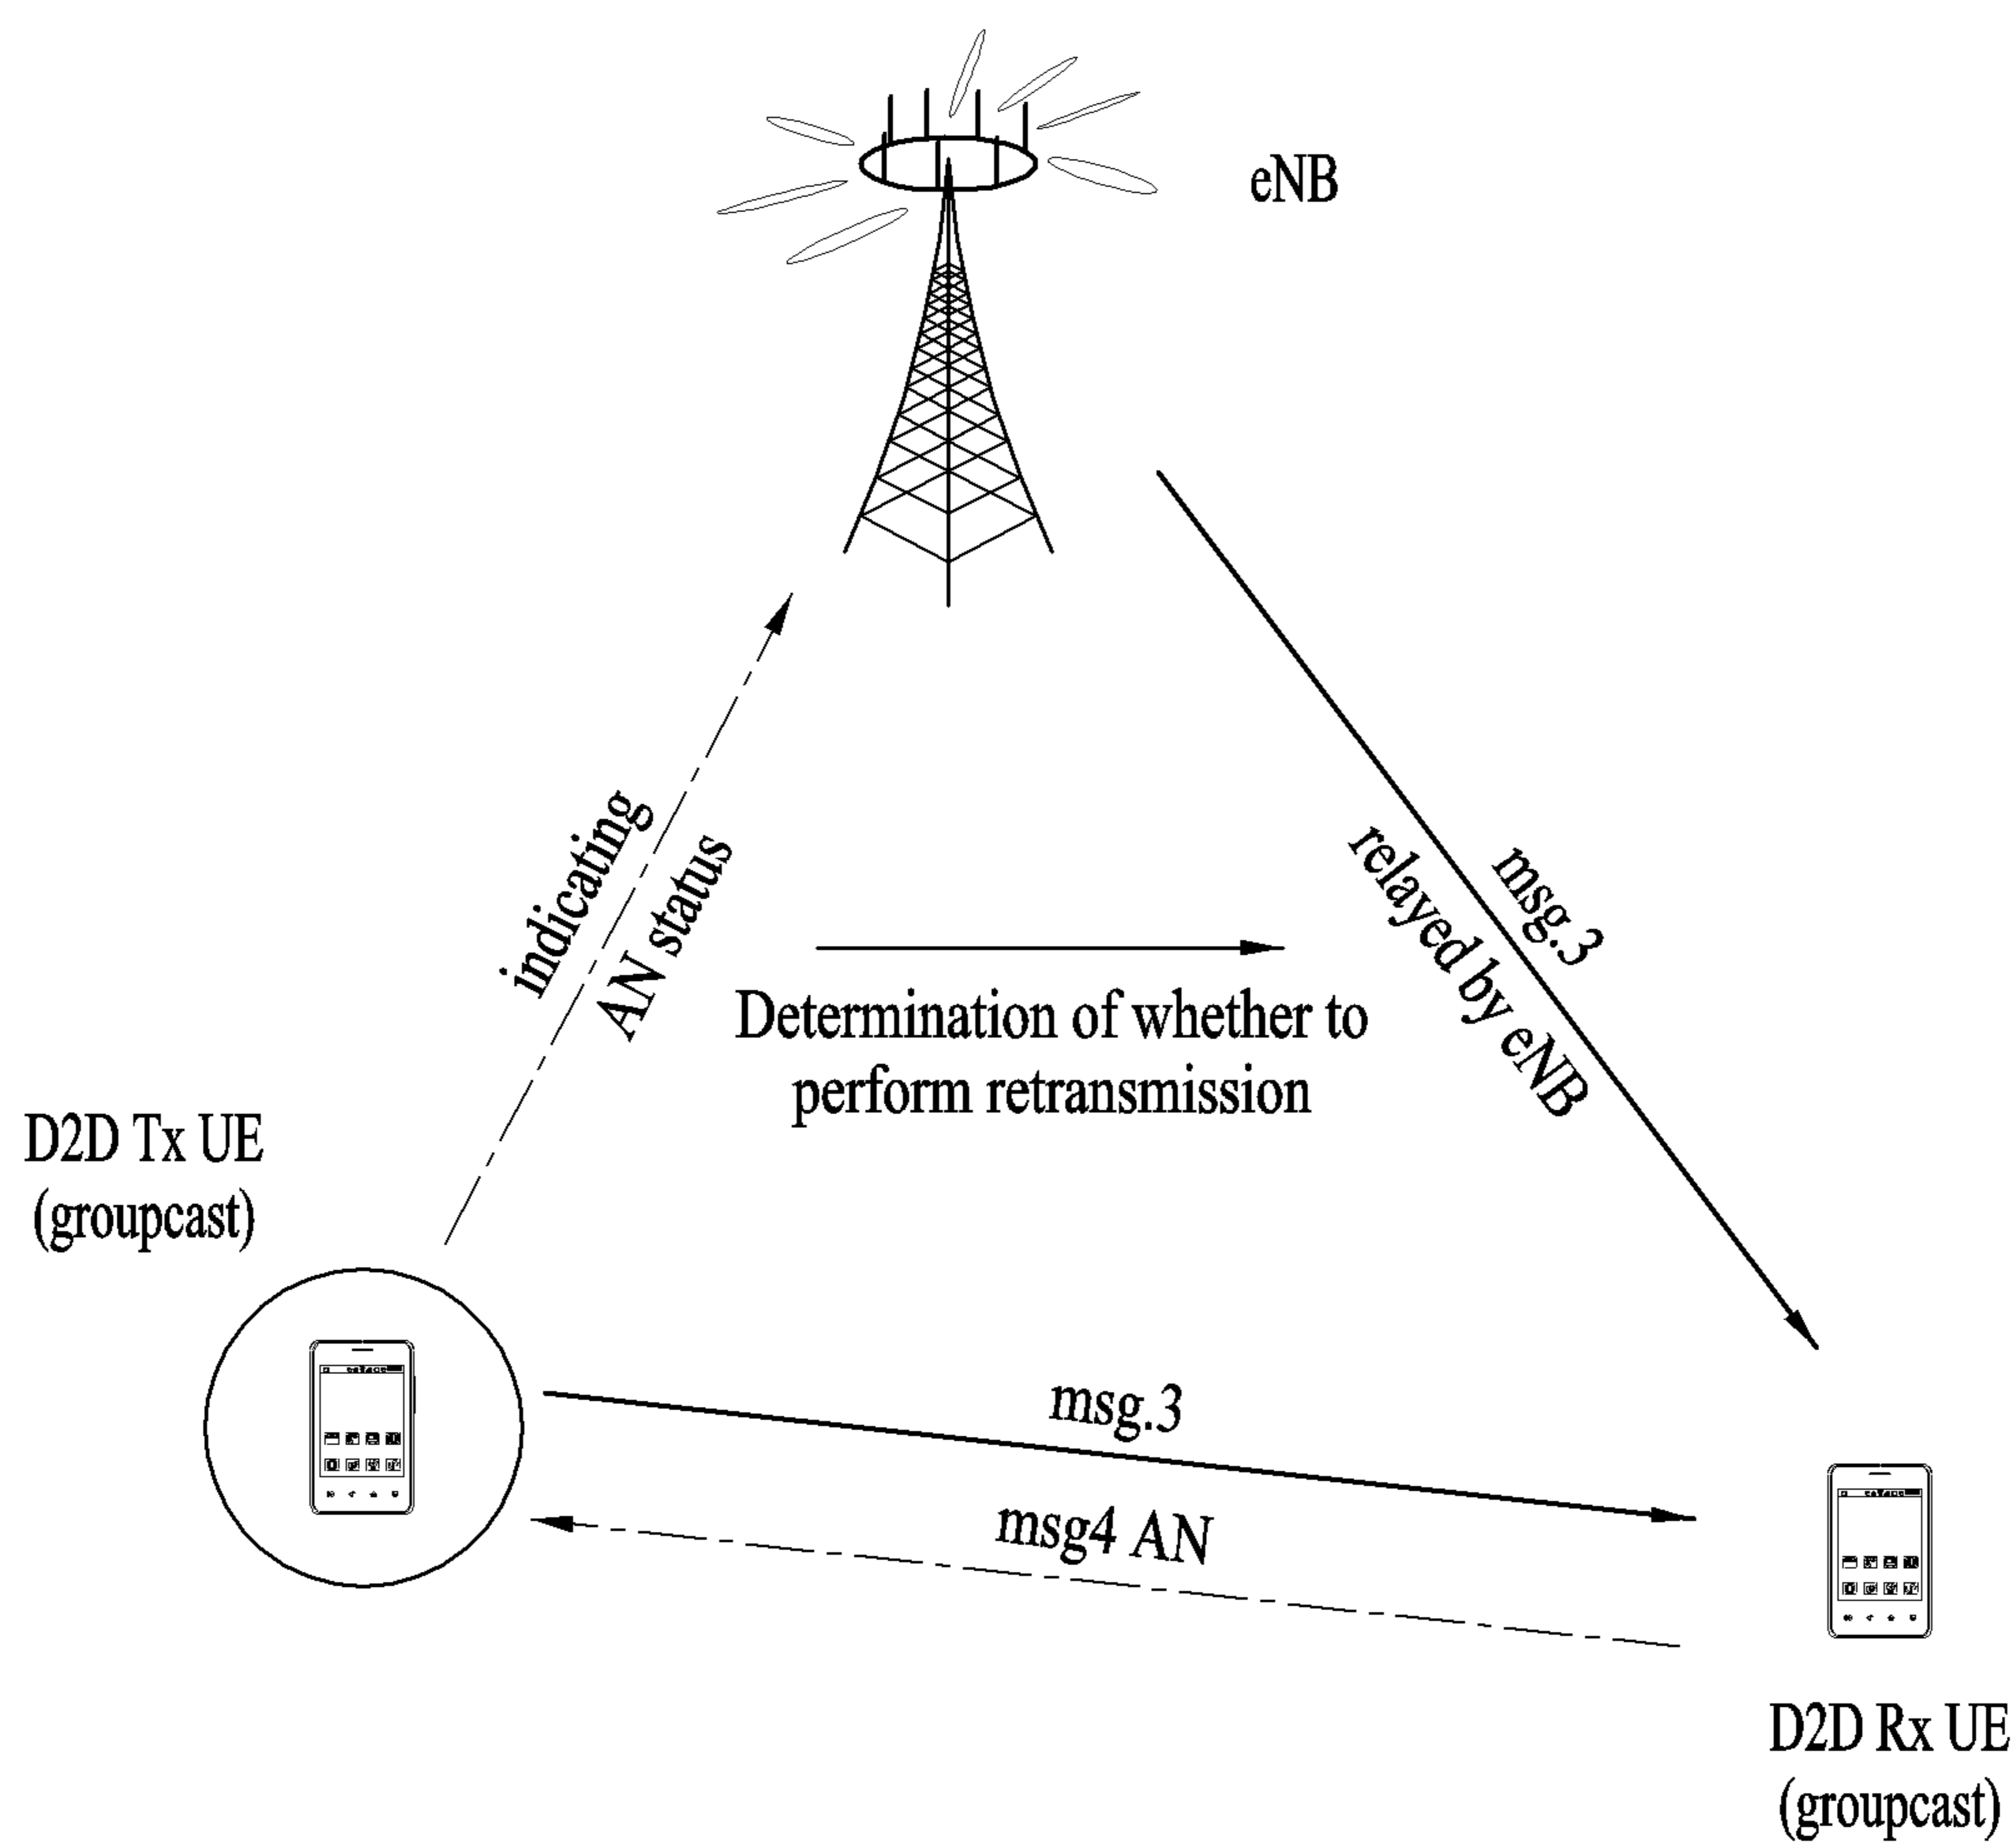 eNB
indicating
AN status
msg.3
relayed by eNB
Determination of whether to
perform retransmission
D2D Tx UE
(groupcast)
msg.3
msg4 AN
D2D Rx UE
(groupcast)